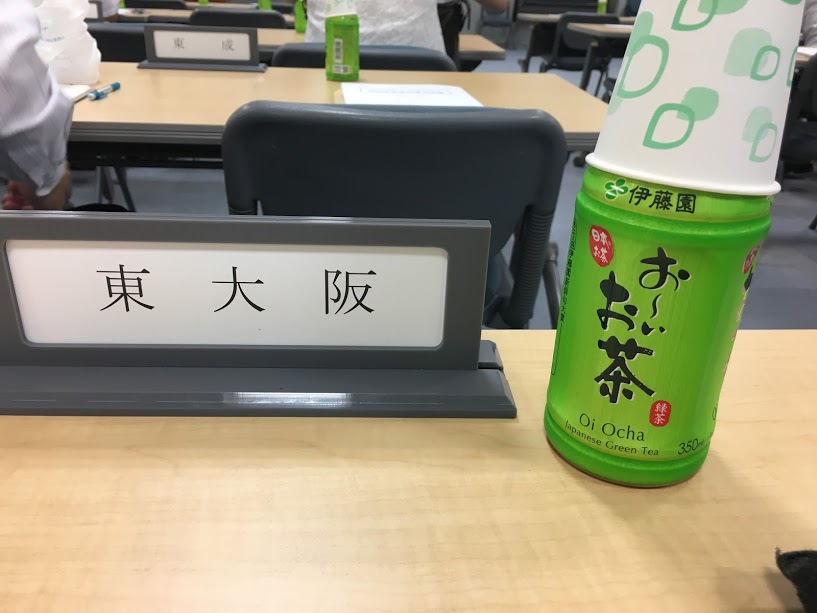 東成
東大阪
伊藤園
日本の
お茶
お～い
お茶
緑茶
Oi Ocha
Japanese Green Tea
350ml